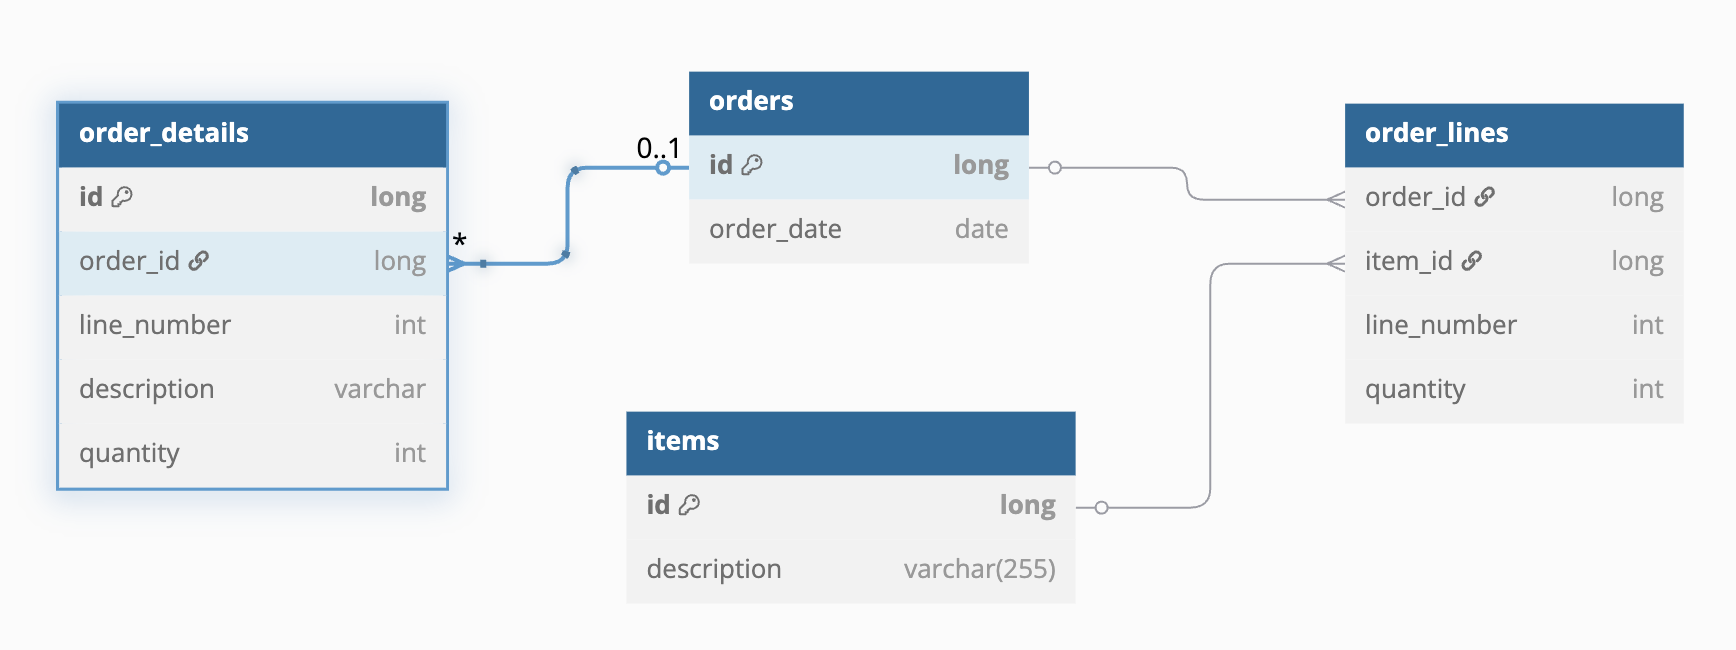 order_details
id long
order_id long
line_number int
description varchar
quantity int
*
0..1
orders
id long
order_date date
items
id long
description varchar(255)
order_lines
order_id long
item_id long
line_number int
quantity int